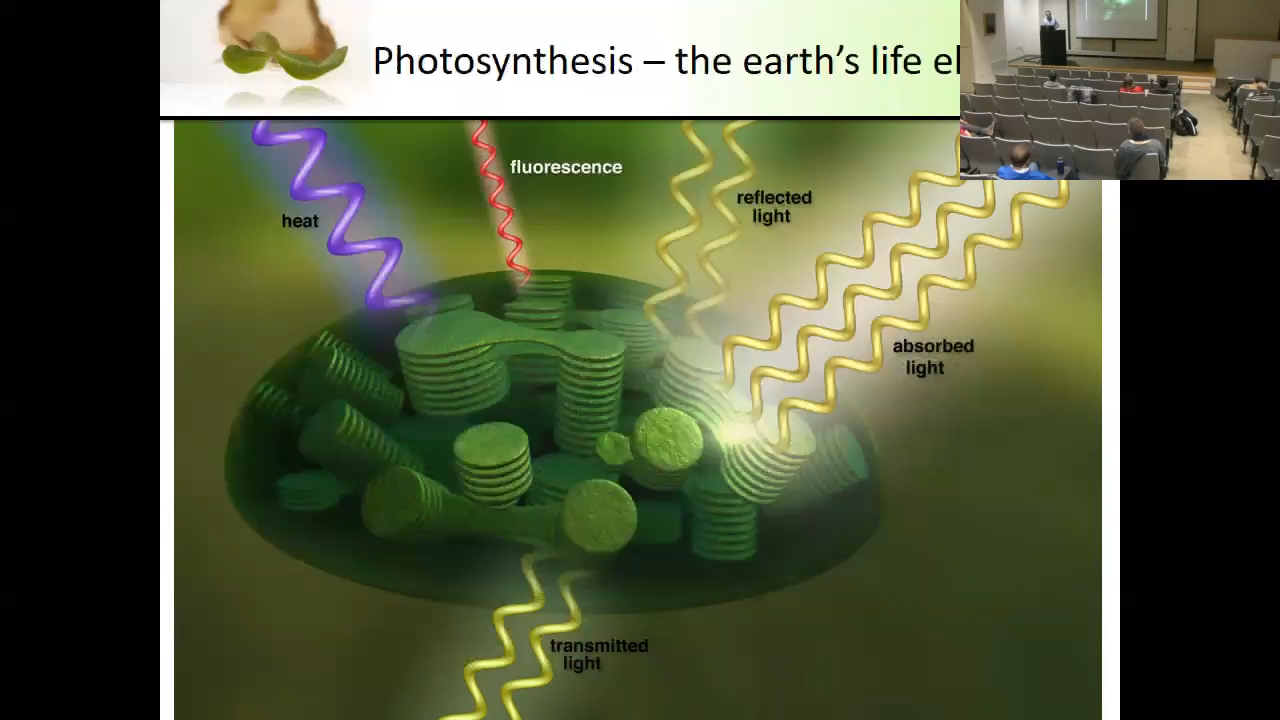 Photosynthesis – the earth’s life el
fluorescence
heat
reflected
light
absorbed
light
transmitted
light